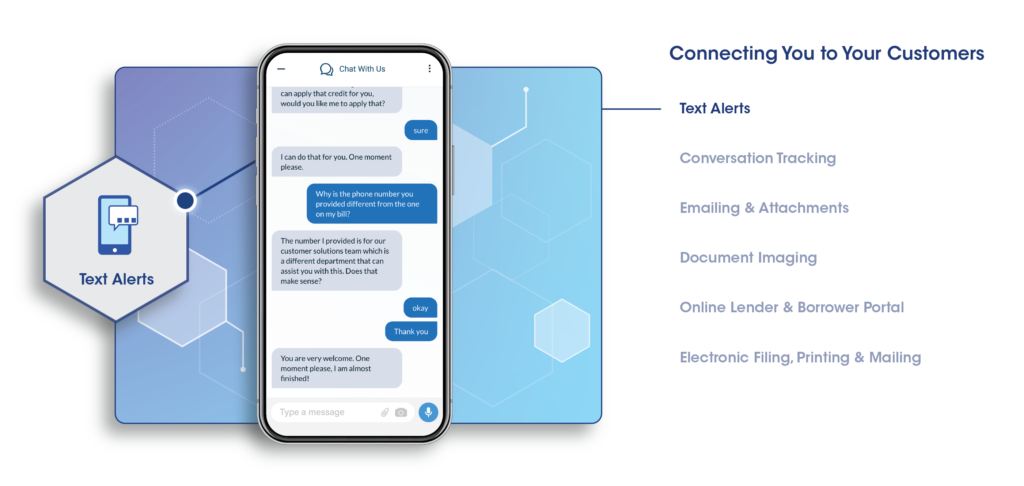 Connecting You to Your Customers
Text Alerts
Conversation Tracking
Emailing & Attachments
Document Imaging
Online Lender & Borrower Portal
Electronic Filing, Printing & Mailing
Text Alerts
Chat With Us
can apply that credit for you,
would you like me to apply that?
sure
I can do that for you. One moment
please.
Why is the phone number you
provided different from the one
on my bill?
The number I provided is for our
customer solutions team which is
a different department that can
assist you with this. Does that
make sense?
okay
Thank you
You are very welcome. One
moment please, I am almost
finished!
Type a message